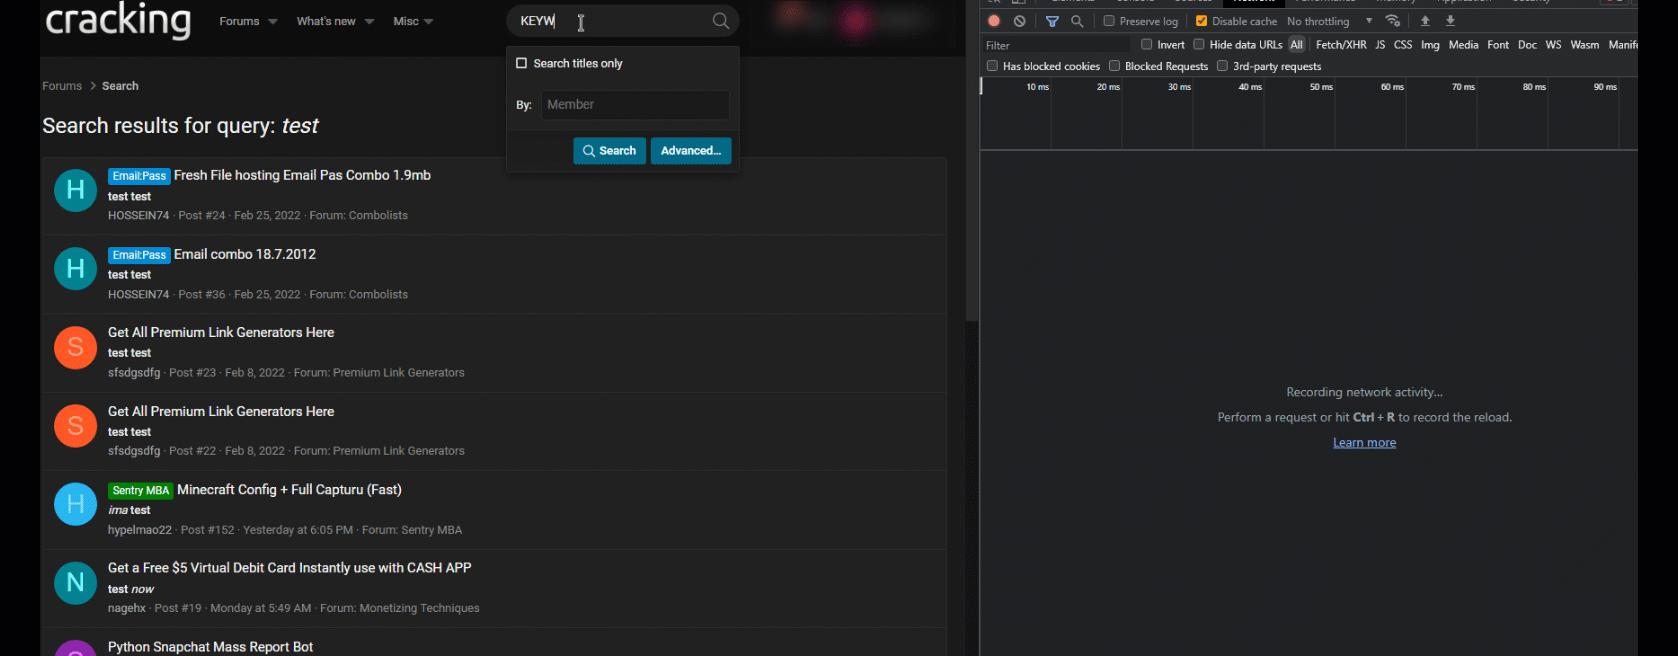 cracking
Forums What's new Misc
KEYW
Search titles only
By: Member
Search Advanced...
Forums > Search
Search results for query: test
H Email:Pass Fresh File hosting Email Pas Combo 1.9mb
test test
HOSSEIN74 · Post #24 · Feb 25, 2022 · Forum: Combolists
H Email:Pass Email combo 18.7.2012
test test
HOSSEIN74 · Post #36 · Feb 25, 2022 · Forum: Combolists
S Get All Premium Link Generators Here
test test
sfsdgsdfg · Post #23 · Feb 8, 2022 · Forum: Premium Link Generators
S Get All Premium Link Generators Here
test test
sfsdgsdfg · Post #22 · Feb 8, 2022 · Forum: Premium Link Generators
H Sentry MBA Minecraft Config + Full Capturu (Fast)
ima test
hypelmao22 · Post #152 · Yesterday at 6:05 PM · Forum: Sentry MBA
N Get a Free $5 Virtual Debit Card Instantly use with CASH APP
test now
nagehx · Post #19 · Monday at 5:49 AM · Forum: Monetizing Techniques
Python Snapchat Mass Report Bot
Preserve log Disable cache No throttling
Filter Invert Hide data URLs All Fetch/XHR JS CSS Img Media Font Doc WS Wasm Manife
Has blocked cookies Blocked Requests 3rd-party requests
10 ms 20 ms 30 ms 40 ms 50 ms 60 ms 70 ms 80 ms 90 ms
Recording network activity...
Perform a request or hit Ctrl + R to record the reload.
Learn more